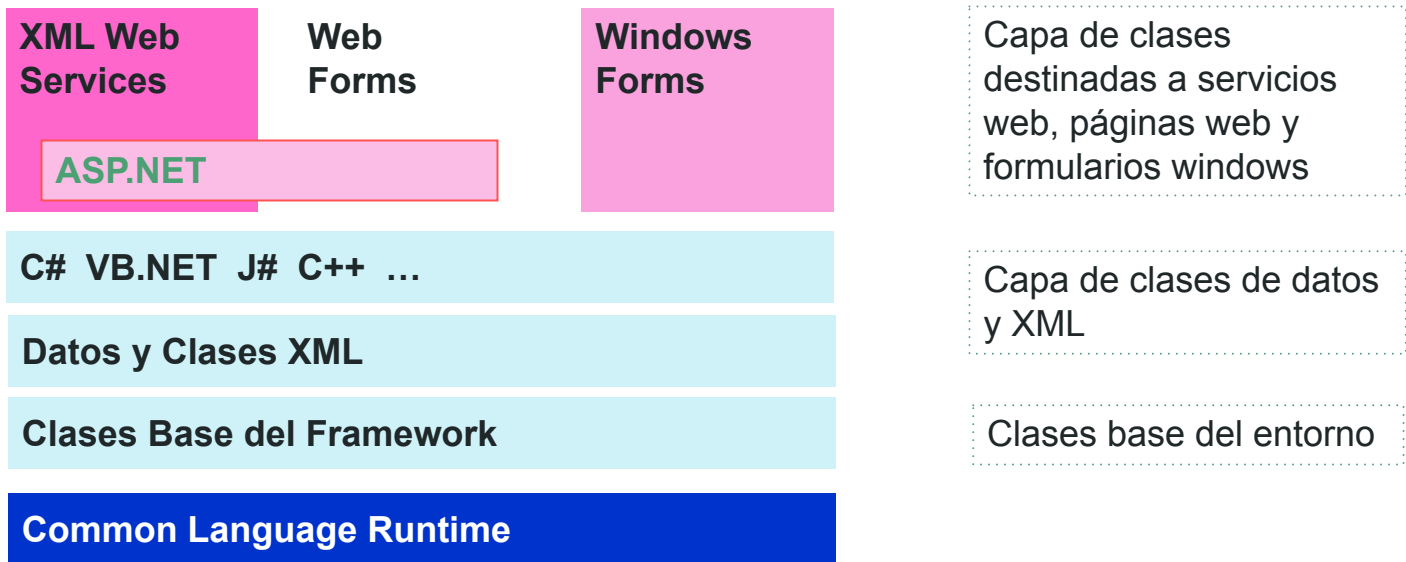 XML Web
Services
Web
Forms
Windows
Forms
ASP.NET
Capa de clases
destinadas a servicios
web, páginas web y
formularios windows
C# VB.NET J# C++ …
Datos y Clases XML
Capa de clases de datos
y XML
Clases Base del Framework
Clases base del entorno
Common Language Runtime